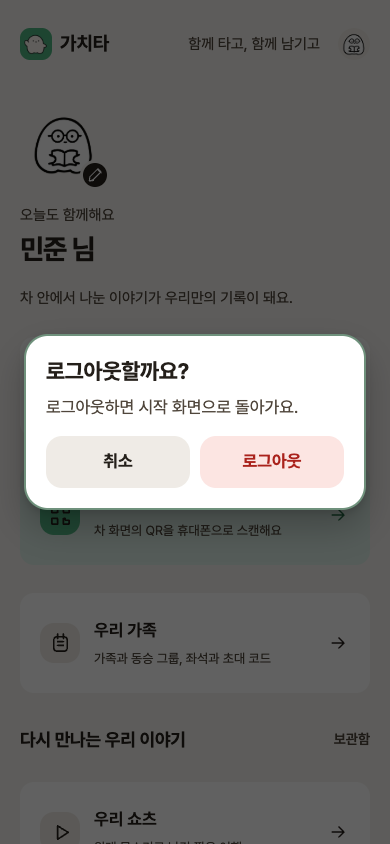 가치타
함께 타고, 함께 남기고
오늘도 함께해요
민준 님
차 안에서 나눈 이야기가 우리만의 기록이 돼요.
로그아웃할까요?
로그아웃하면 시작 화면으로 돌아가요.
취소
로그아웃
차 화면의 QR을 휴대폰으로 스캔해요
우리 가족
가족과 동승 그룹, 좌석과 초대 코드
다시 만나는 우리 이야기
보관함
우리 쇼츠